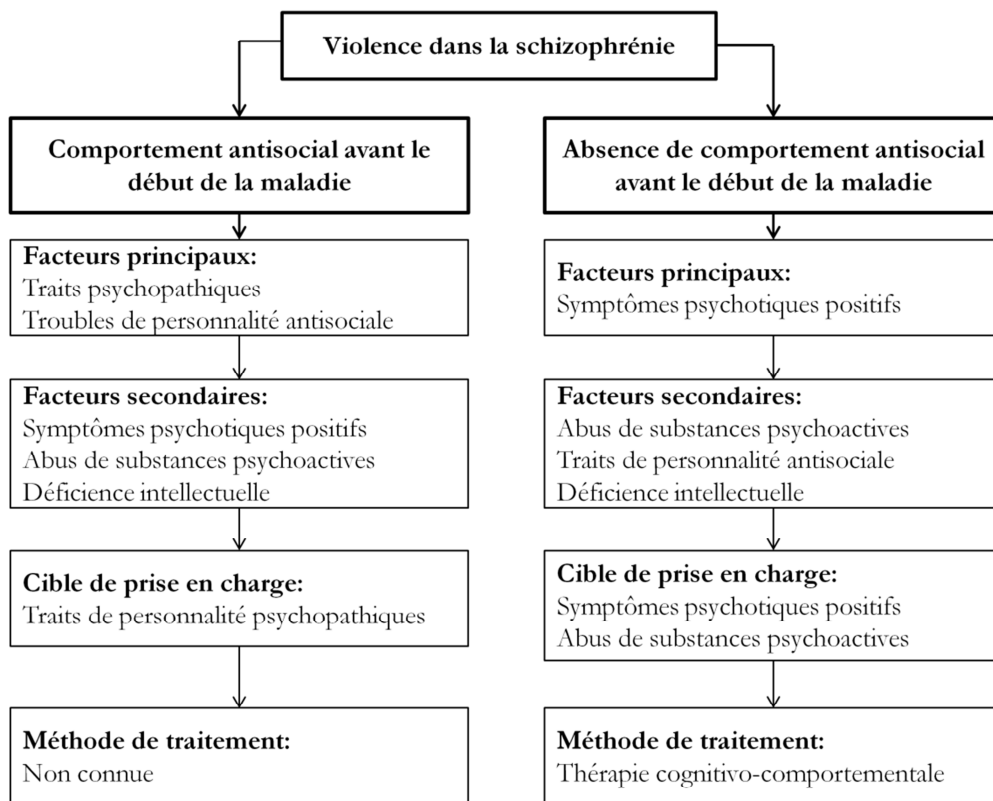 Violence dans la schizophrénie
Comportement antisocial avant le
début de la maladie
Facteurs principaux:
Traits psychopathiques
Troubles de personnalité antisociale
Facteurs secondaires:
Symptômes psychotiques positifs
Abus de substances psychoactives
Déficience intellectuelle
Cible de prise en charge:
Traits de personnalité psychopathiques
Méthode de traitement:
Non connue
Absence de comportement antisocial
avant le début de la maladie
Facteurs principaux:
Symptômes psychotiques positifs
Facteurs secondaires:
Abus de substances psychoactives
Traits de personnalité antisociale
Déficience intellectuelle
Cible de prise en charge:
Symptômes psychotiques positifs
Abus de substances psychoactives
Méthode de traitement:
Thérapie cognitivo-comportementale